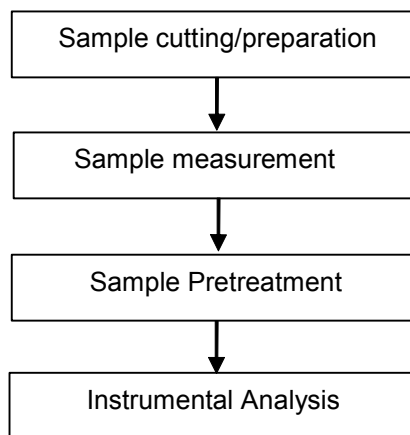 Sample cutting/preparation
Sample measurement
Sample Pretreatment
Instrumental Analysis